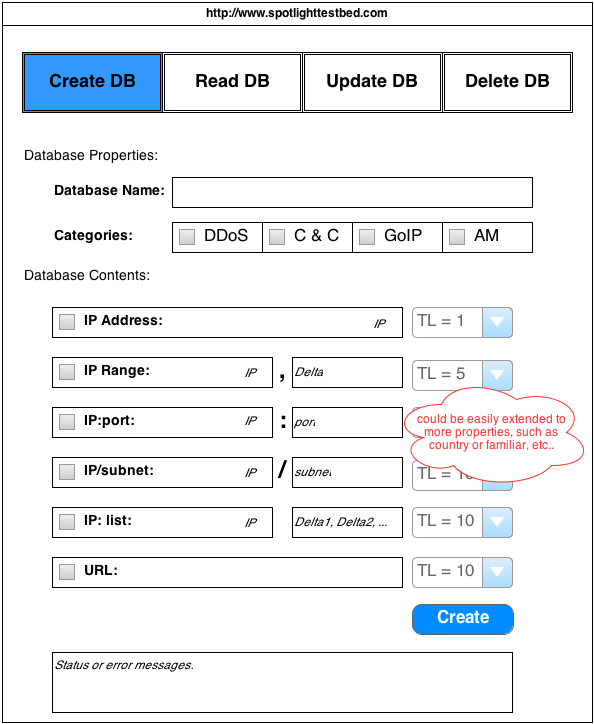 http://www.spotlighttestbed.com
Create DB Read DB Update DB Delete DB
Database Properties:
Database Name:
Categories: DDoS C & C GoIP AM
Database Contents:
IP Address: IP TL = 1
IP Range: IP , Delta TL = 5
IP:port: IP : port
could be easily extended to
more properties, such as
country or familiar, etc..
IP/subnet: IP / subnet TL = 10
IP: list: IP Delta1, Delta2, ... TL = 10
URL: TL = 10
Create
Status or error messages.